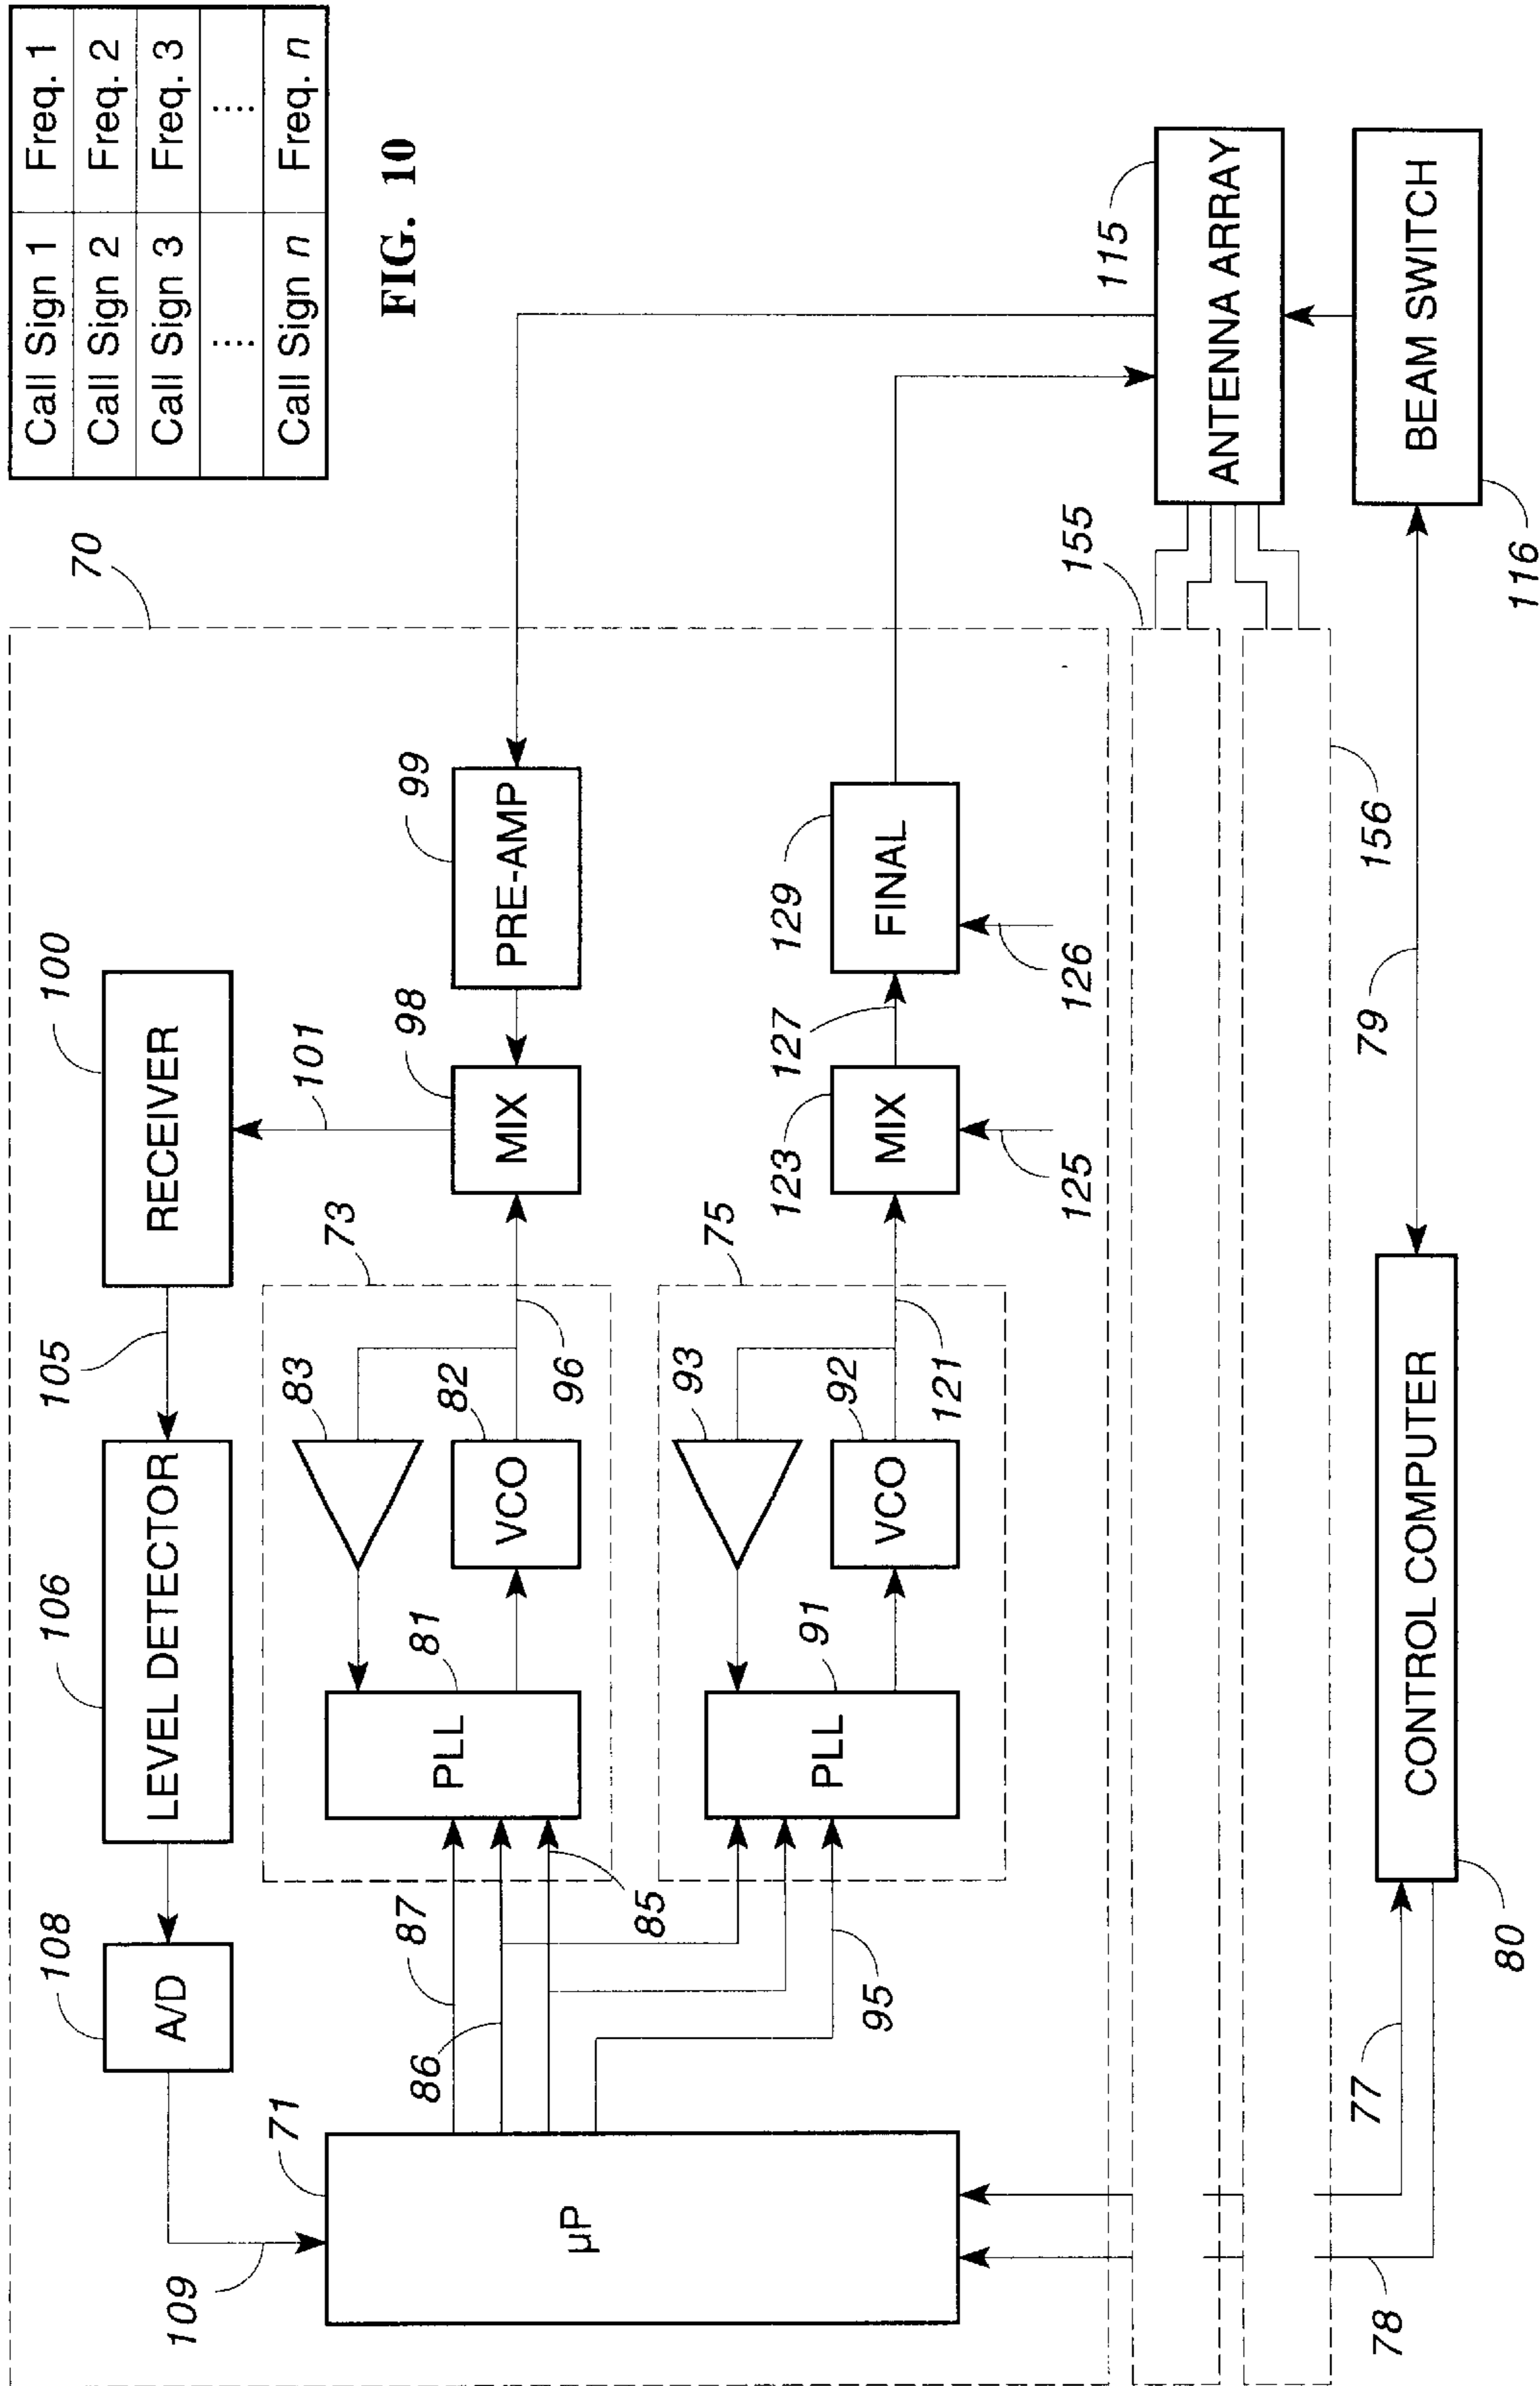 Call Sign 1 Freq. 1
Call Sign 2 Freq. 2
Call Sign 3 Freq. 3
.... ....
Call Sign n Freq. n
FIG. 10
70
109
71
µP
108
A/D
106
LEVEL DETECTOR
105
100
RECEIVER
101
87
86
85
95
73
81
PLL
83
82
VCO
96
98
MIX
99
PRE-AMP
75
91
PLL
93
92
VCO
121
123
MIX
125
127
129
FINAL
126
155
156
115
ANTENNA ARRAY
116
BEAM SWITCH
79
77
78
80
CONTROL COMPUTER